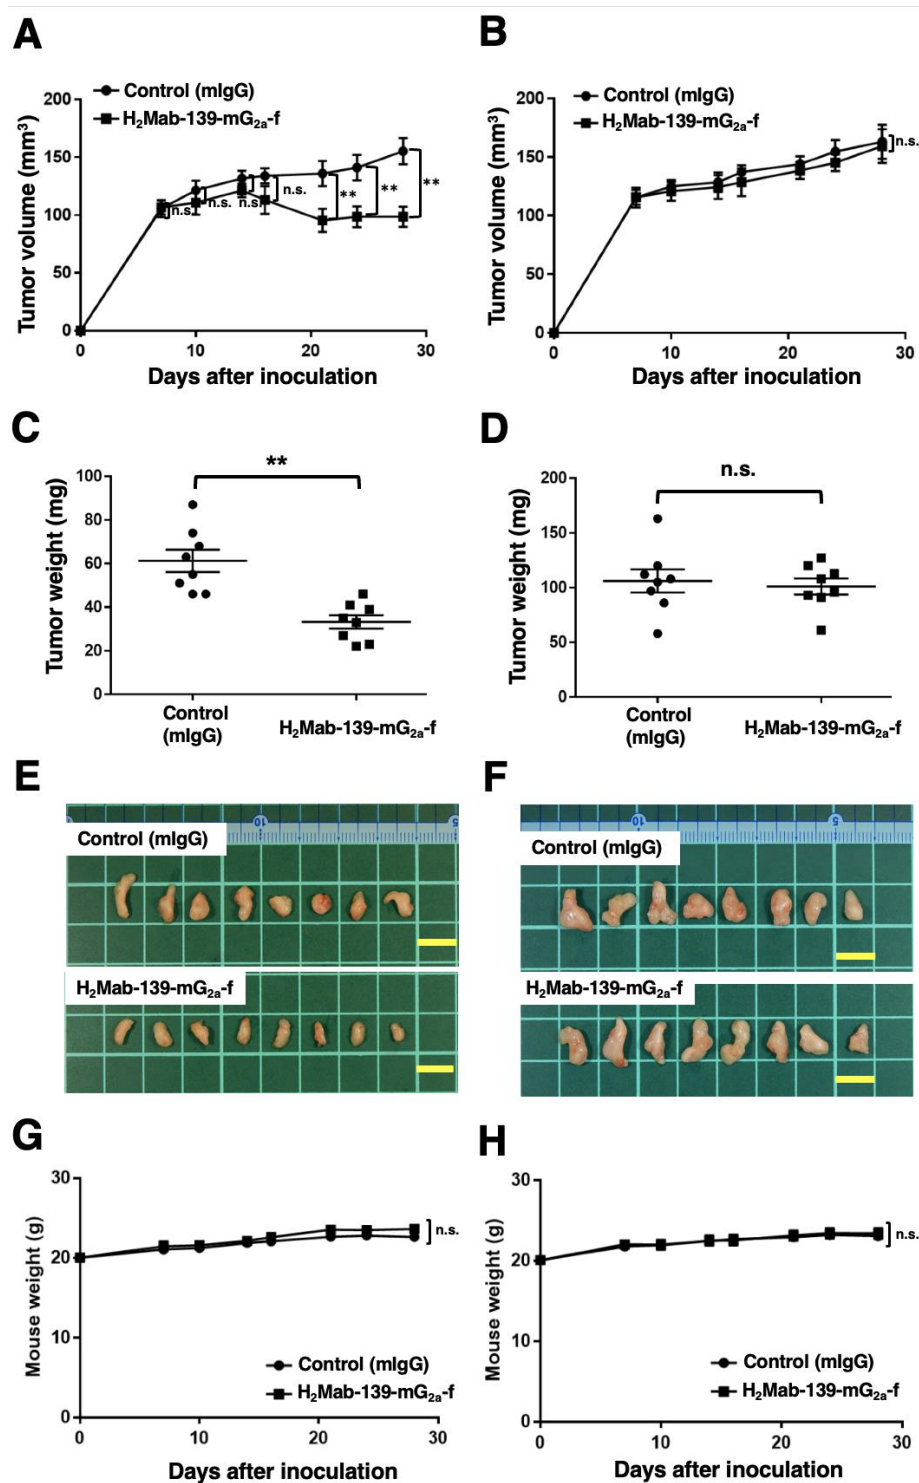 A
Control (mIgG)
H₂Mab-139-mG₂ₐ-f
Tumor volume (mm³)
200
150
100
50
0
n.s.
n.s.
n.s.
n.s.
**
**
**
0 10 20 30
Days after inoculation
B
Control (mIgG)
H₂Mab-139-mG₂ₐ-f
Tumor volume (mm³)
200
150
100
50
0
n.s.
0 10 20 30
Days after inoculation
C
Tumor weight (mg)
100
80
60
40
20
0
**
Control
(mIgG)
H₂Mab-139-mG₂ₐ-f
D
Tumor weight (mg)
200
150
100
50
0
n.s.
Control
(mIgG)
H₂Mab-139-mG₂ₐ-f
E
10
5
Control (mIgG)
H₂Mab-139-mG₂ₐ-f
F
10
5
Control (mIgG)
H₂Mab-139-mG₂ₐ-f
G
Mouse weight (g)
30
20
10
0
n.s.
Control (mIgG)
H₂Mab-139-mG₂ₐ-f
0 10 20 30
Days after inoculation
H
Mouse weight (g)
30
20
10
0
n.s.
Control (mIgG)
H₂Mab-139-mG₂ₐ-f
0 10 20 30
Days after inoculation